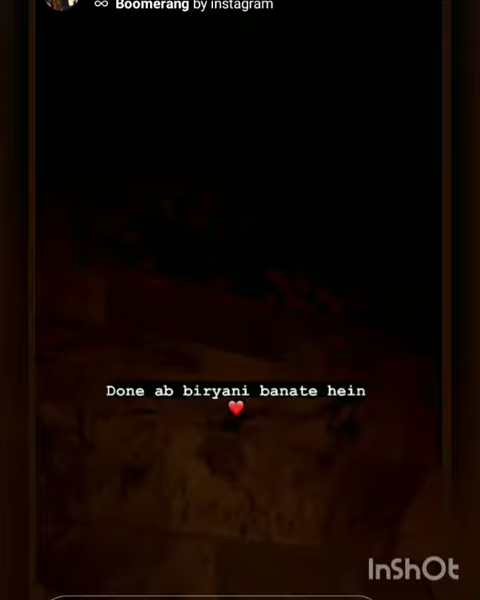 ∞ Boomerang by instagram
Done ab biryani banate hein
❤️
InShOt